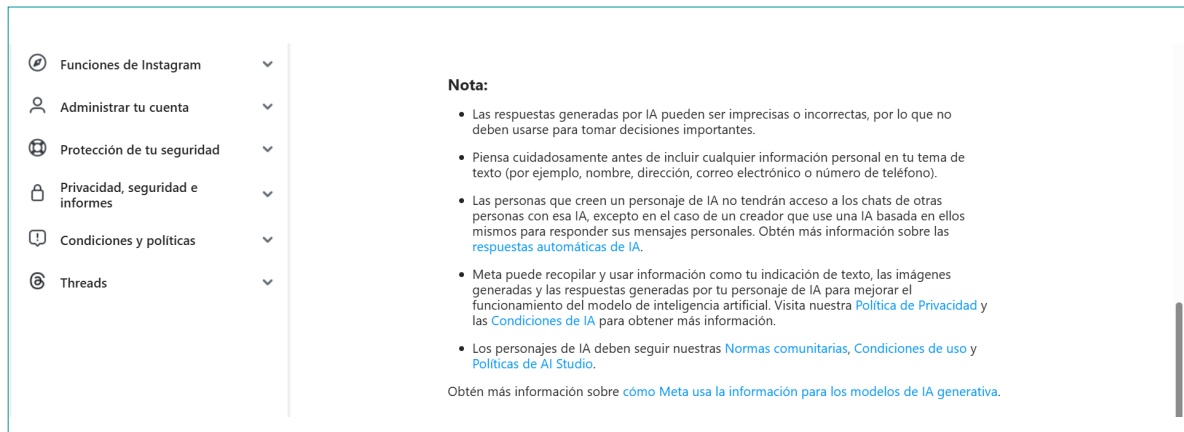 Funciones de Instagram
Administrar tu cuenta
Protección de tu seguridad
Privacidad, seguridad e
informes
Condiciones y políticas
Threads
Nota:
• Las respuestas generadas por IA pueden ser imprecisas o incorrectas, por lo que no
deben usarse para tomar decisiones importantes.
• Piensa cuidadosamente antes de incluir cualquier información personal en tu tema de
texto (por ejemplo, nombre, dirección, correo electrónico o número de teléfono).
• Las personas que creen un personaje de IA no tendrán acceso a los chats de otras
personas con esa IA, excepto en el caso de un creador que use una IA basada en ellos
mismos para responder sus mensajes personales. Obtén más información sobre las
respuestas automáticas de IA.
• Meta puede recopilar y usar información como tu indicación de texto, las imágenes
generadas y las respuestas generadas por tu personaje de IA para mejorar el
funcionamiento del modelo de inteligencia artificial. Visita nuestra Política de Privacidad y
las Condiciones de IA para obtener más información.
• Los personajes de IA deben seguir nuestras Normas comunitarias, Condiciones de uso y
Políticas de AI Studio.
Obtén más información sobre cómo Meta usa la información para los modelos de IA generativa.